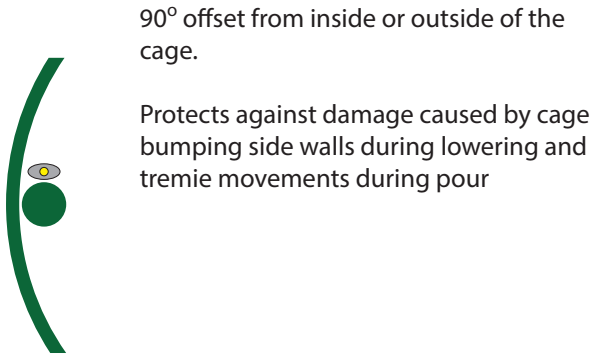 90º offset from inside or outside of the
cage.
Protects against damage caused by cage
bumping side walls during lowering and
tremie movements during pour